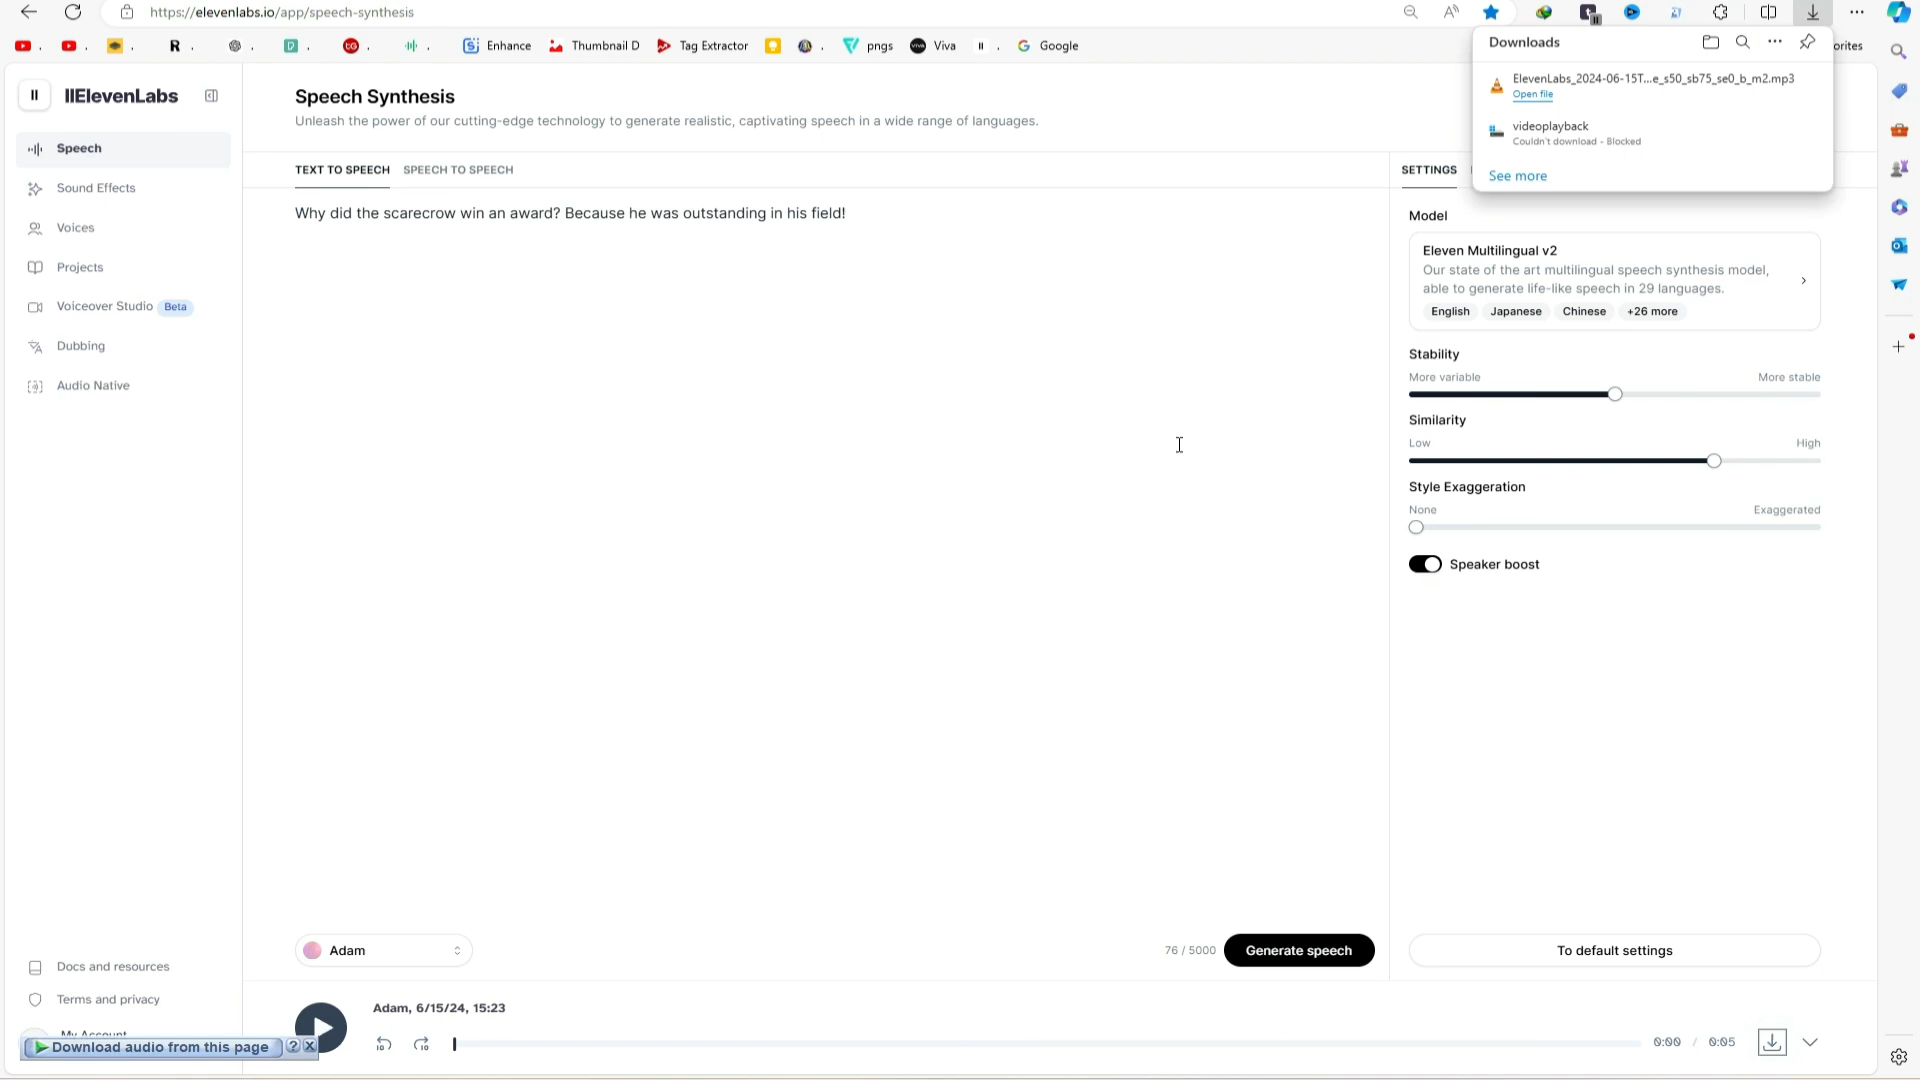 https://elevenlabs.io/app/speech-synthesis
Enhance
Thumbnail D
Tag Extractor
pngs
Viva
Google
orites
Downloads
ElevenLabs_2024-06-15T...e_s50_sb75_se0_b_m2.mp3
Open file
videoplayback
Couldn't download - Blocked
See more
IIElevenLabs
Speech
Sound Effects
Voices
Projects
Voiceover Studio Beta
Dubbing
Audio Native
Docs and resources
Terms and privacy
My Account
Download audio from this page ? X
Speech Synthesis
Unleash the power of our cutting-edge technology to generate realistic, captivating speech in a wide range of languages.
TEXT TO SPEECH
SPEECH TO SPEECH
Why did the scarecrow win an award? Because he was outstanding in his field!
Adam
76 / 5000
Generate speech
SETTINGS
Model
Eleven Multilingual v2
Our state of the art multilingual speech synthesis model,
able to generate life-like speech in 29 languages.
English Japanese Chinese +26 more
Stability
More variable More stable
Similarity
Low High
Style Exaggeration
None Exaggerated
Speaker boost
To default settings
Adam, 6/15/24, 15:23
10 10
0:00 / 0:05